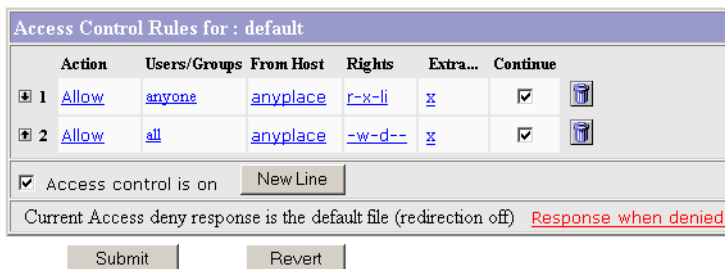 Access Control Rules for : default
Action Users/Groups From Host Rights Extra... Continue
1 Allow anyone anyplace r-x-li x
2 Allow all anyplace -w-d-- x
Access control is on New Line
Current Access deny response is the default file (redirection off) Response when denied
Submit Revert